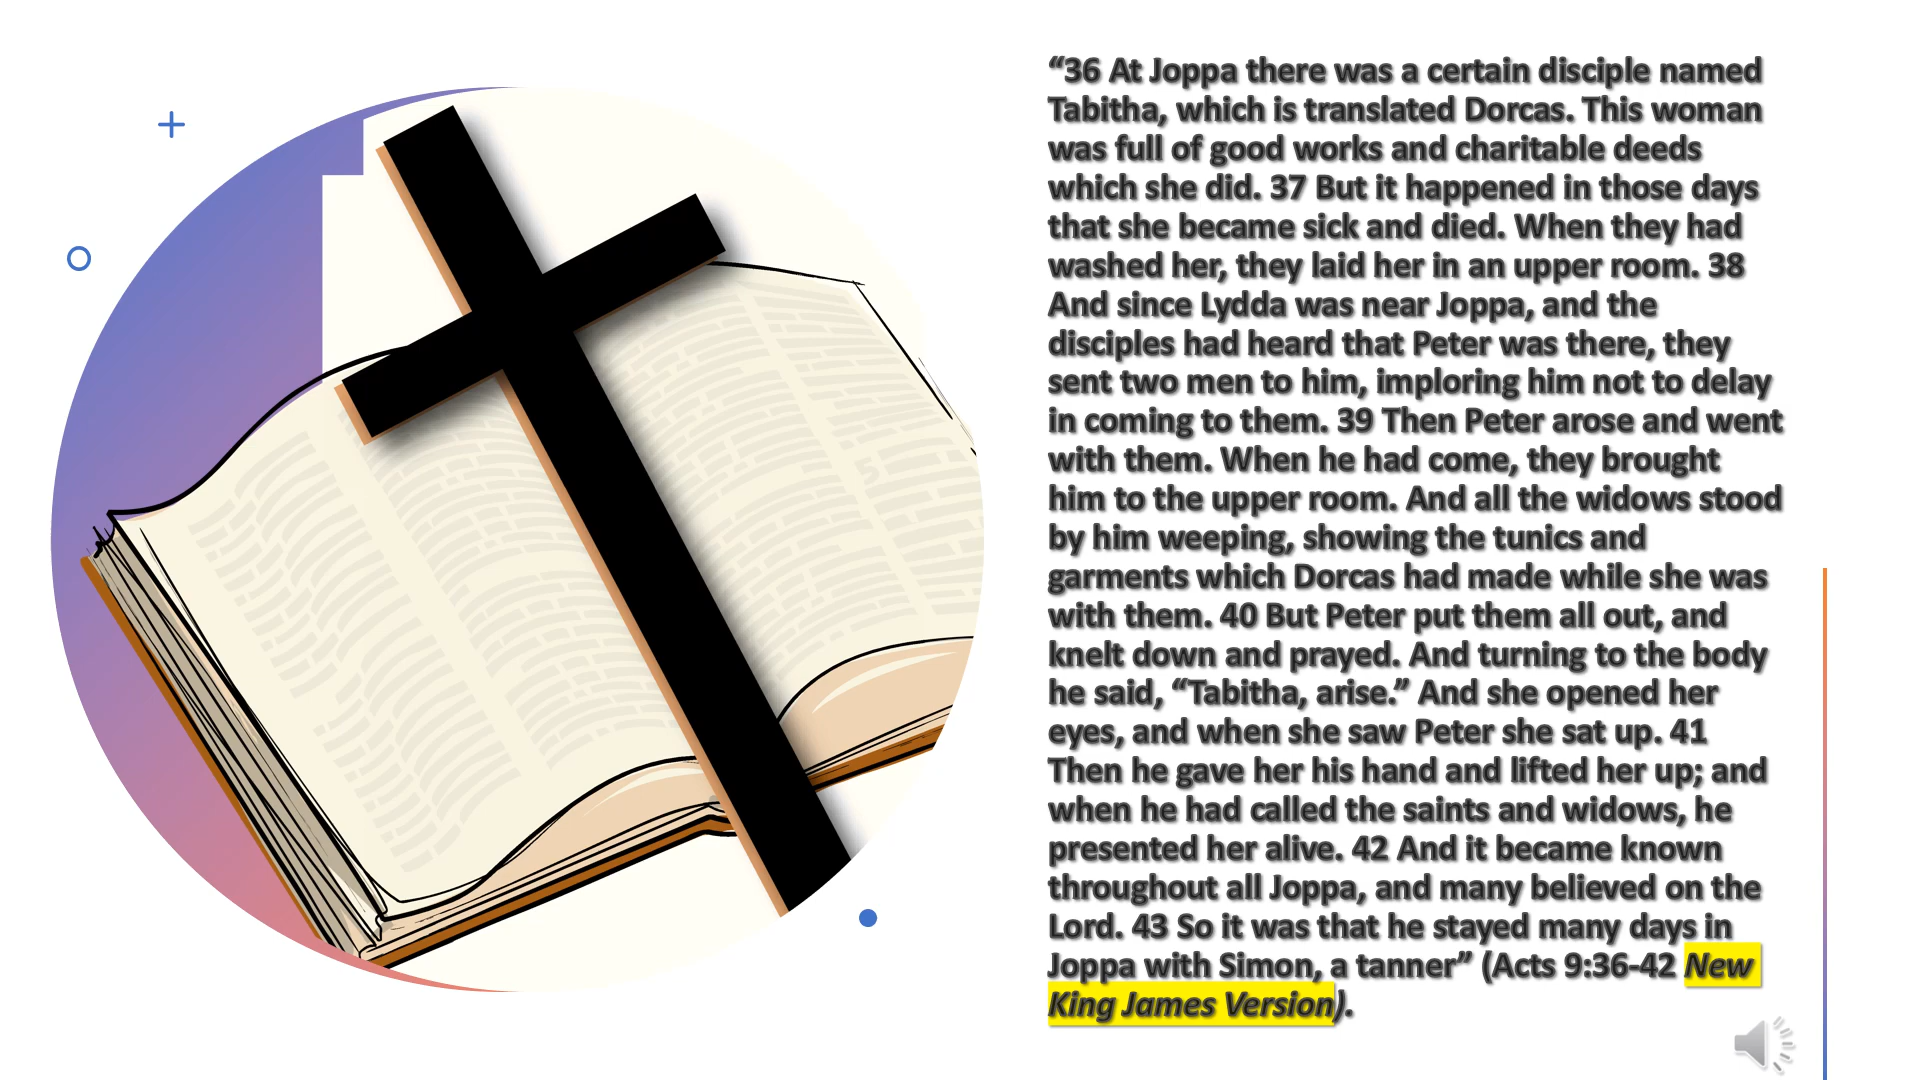 “36 At Joppa there was a certain disciple named
Tabitha, which is translated Dorcas. This woman
was full of good works and charitable deeds
which she did. 37 But it happened in those days
that she became sick and died. When they had
washed her, they laid her in an upper room. 38
And since Lydda was near Joppa, and the
disciples had heard that Peter was there, they
sent two men to him, imploring him not to delay
in coming to them. 39 Then Peter arose and went
with them. When he had come, they brought
him to the upper room. And all the widows stood
by him weeping, showing the tunics and
garments which Dorcas had made while she was
with them. 40 But Peter put them all out, and
knelt down and prayed. And turning to the body
he said, “Tabitha, arise.” And she opened her
eyes, and when she saw Peter she sat up. 41
Then he gave her his hand and lifted her up; and
when he had called the saints and widows, he
presented her alive. 42 And it became known
throughout all Joppa, and many believed on the
Lord. 43 So it was that he stayed many days in
Joppa with Simon, a tanner” (Acts 9:36-42 New
King James Version).